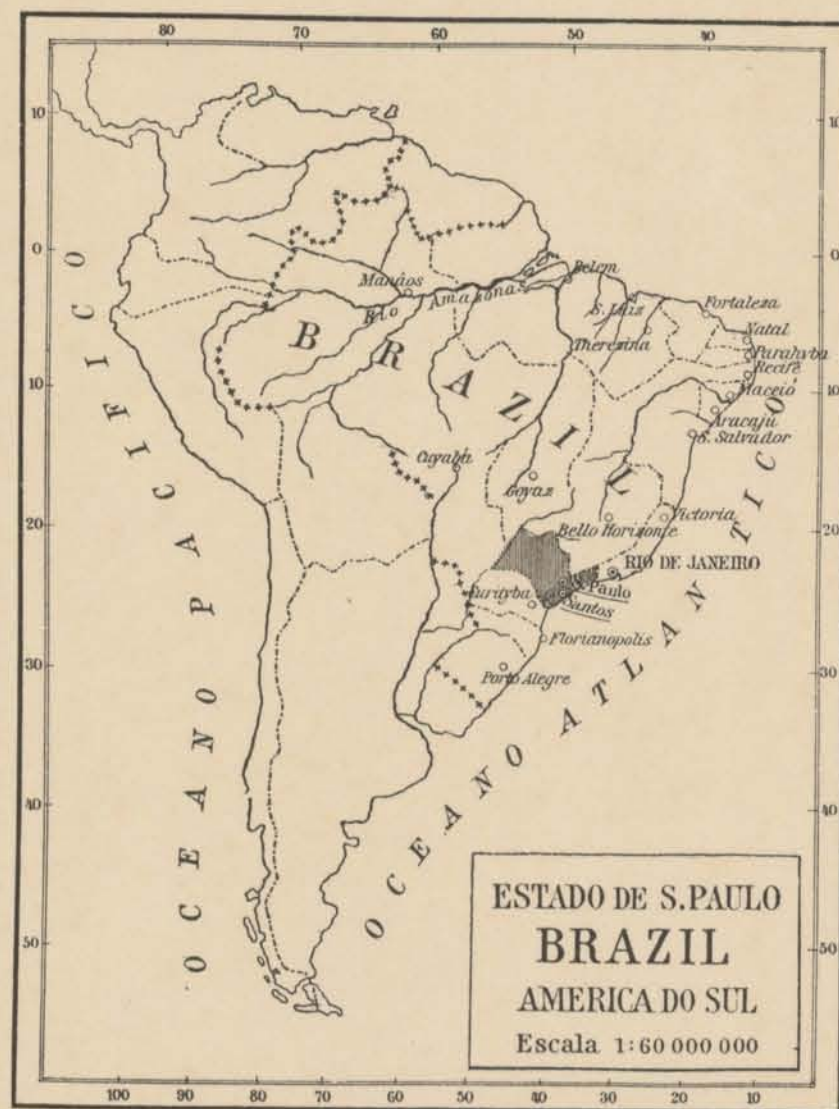 80 70 60 50 40
10 10
0 0
10 10
20 20
30 30
40 40
50 50
100 90 80 70 60 50 40 30 20 10
OCEANO PACIFICO
OCEANO ATLANTICO
BRAZIL
Manáos
Rio Amazonas
Belem
S. Luiz
Fortaleza
Therezina
Natal
Parahyba
Recife
Maceio
Aracajú
S. Salvador
Cuyabá
Goyaz
Victoria
Bello Horizonte
RIO DE JANEIRO
S. Paulo
Santos
Curityba
Florianopolis
Porto Alegre
ESTADO DE S. PAULO
BRAZIL
AMERICA DO SUL
Escala 1:60 000 000